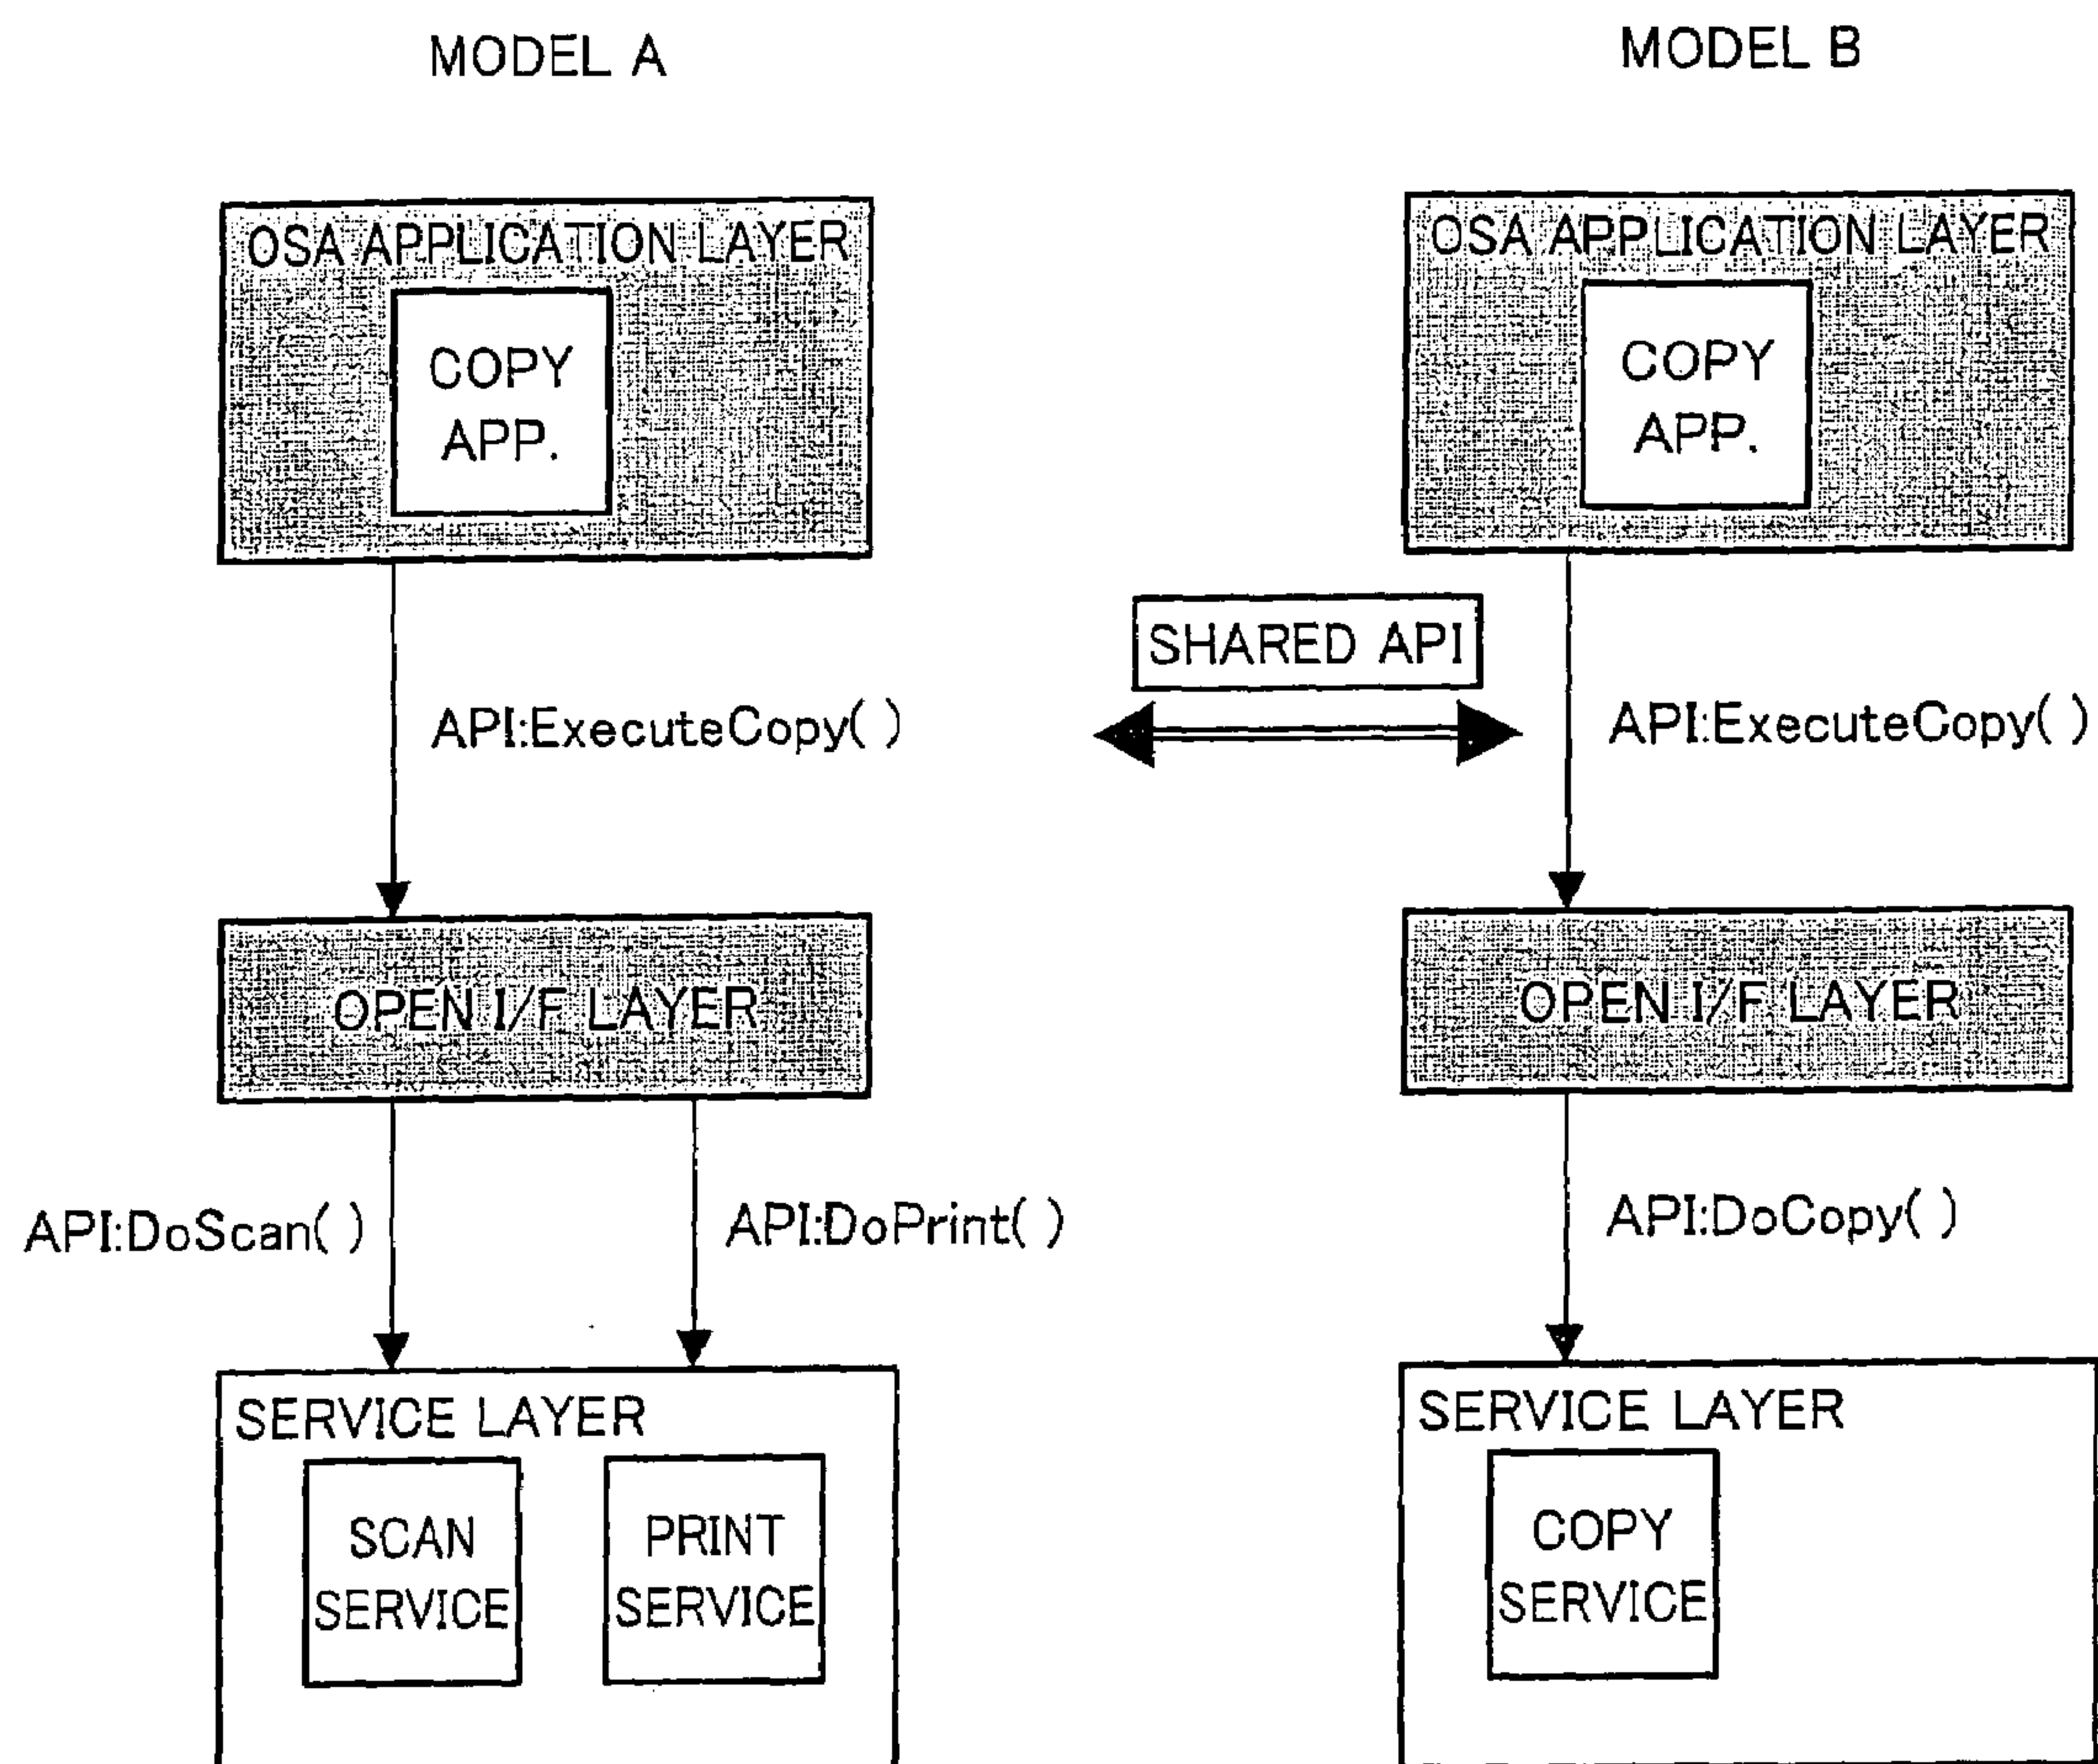 MODEL A
MODEL B
OSA APPLICATION LAYER
COPY
APP.
OSA APPLICATION LAYER
COPY
APP.
SHARED API
API:ExecuteCopy( )
API:ExecuteCopy( )
OPEN I/F LAYER
OPEN I/F LAYER
API:DoScan( )
API:DoPrint( )
API:DoCopy( )
SERVICE LAYER
SCAN
SERVICE
PRINT
SERVICE
SERVICE LAYER
COPY
SERVICE